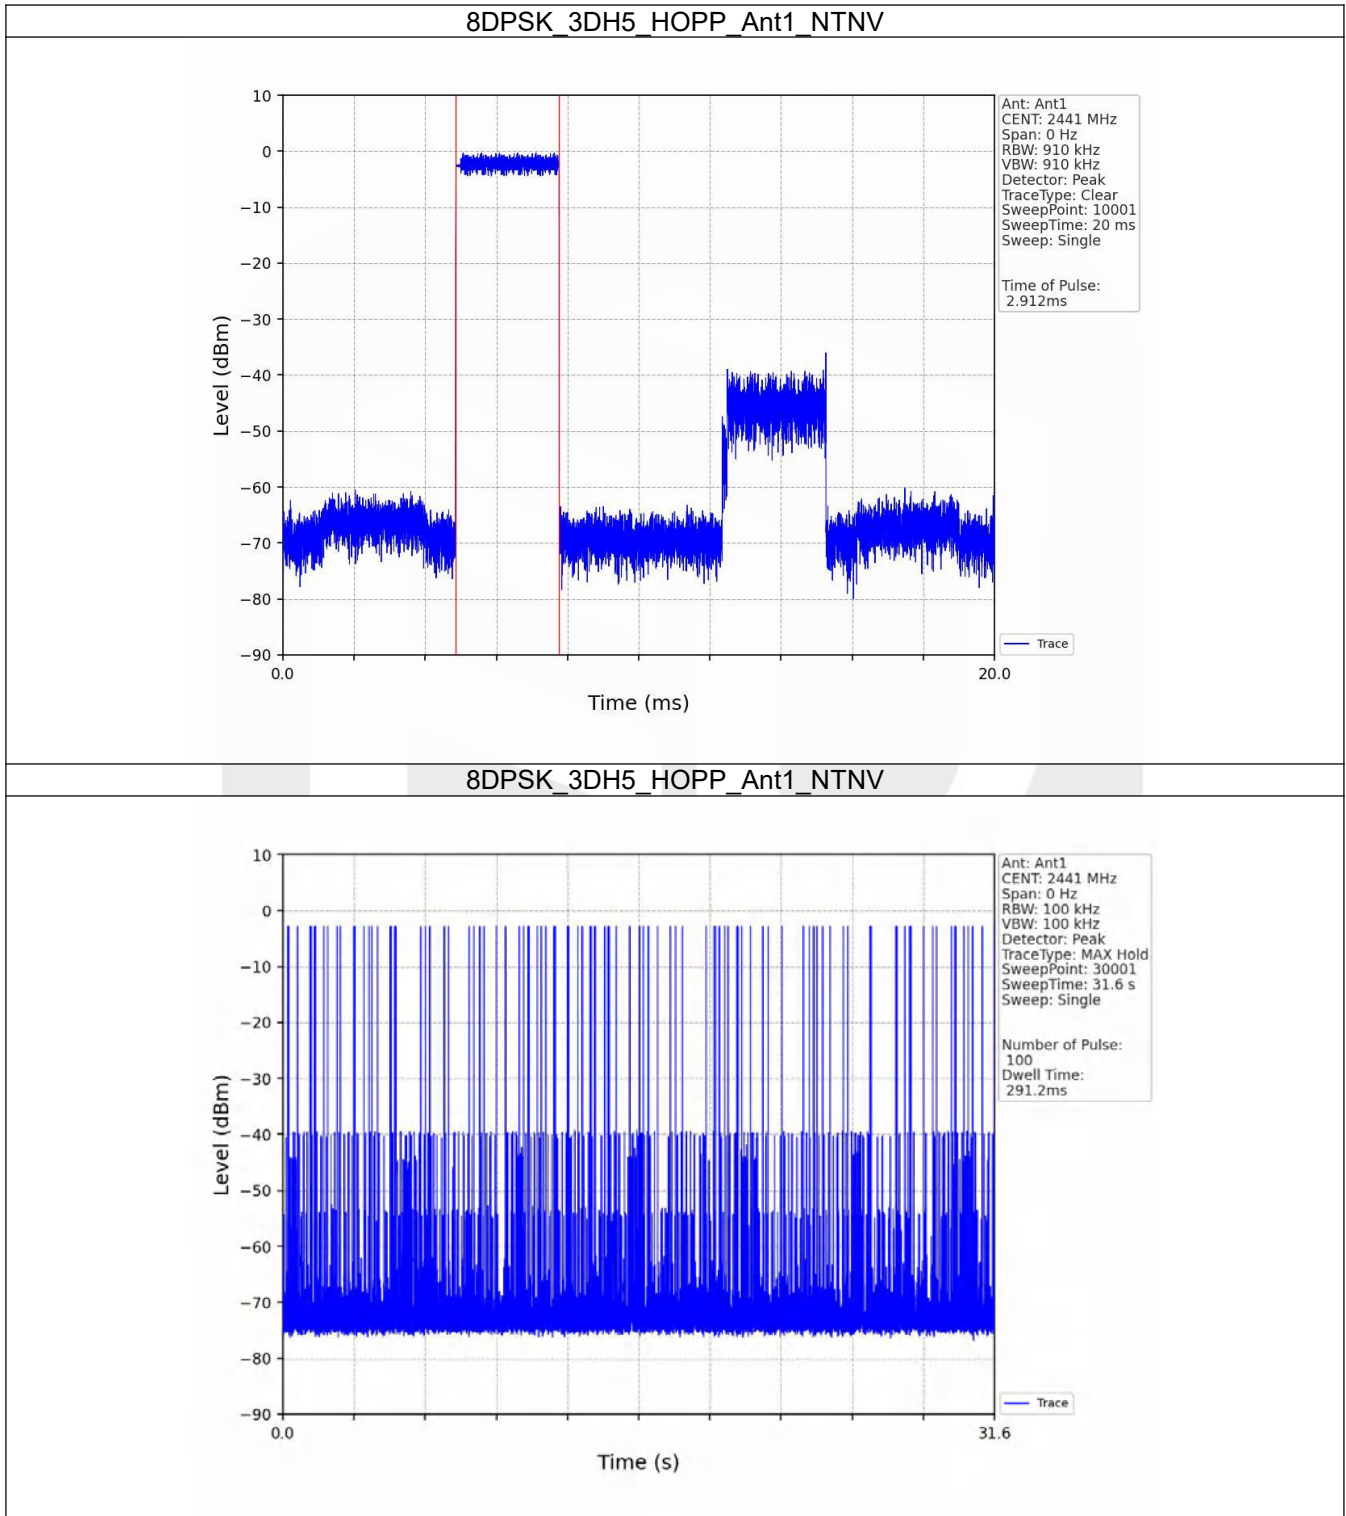 8DPSK_3DH5_HOPP_Ant1_NTNV
10
0
−10
−20
−30
−40
−50
−60
−70
−80
−90
Level (dBm)
0.0
20.0
Time (ms)
Ant: Ant1
CENT: 2441 MHz
Span: 0 Hz
RBW: 910 kHz
VBW: 910 kHz
Detector: Peak
TraceType: Clear
SweepPoint: 10001
SweepTime: 20 ms
Sweep: Single
Time of Pulse:
2.912ms
Trace
8DPSK_3DH5_HOPP_Ant1_NTNV
10
0
−10
−20
−30
−40
−50
−60
−70
−80
−90
Level (dBm)
0.0
31.6
Time (s)
Ant: Ant1
CENT: 2441 MHz
Span: 0 Hz
RBW: 100 kHz
VBW: 100 kHz
Detector: Peak
TraceType: MAX Hold
SweepPoint: 30001
SweepTime: 31.6 s
Sweep: Single
Number of Pulse:
100
Dwell Time:
291.2ms
Trace